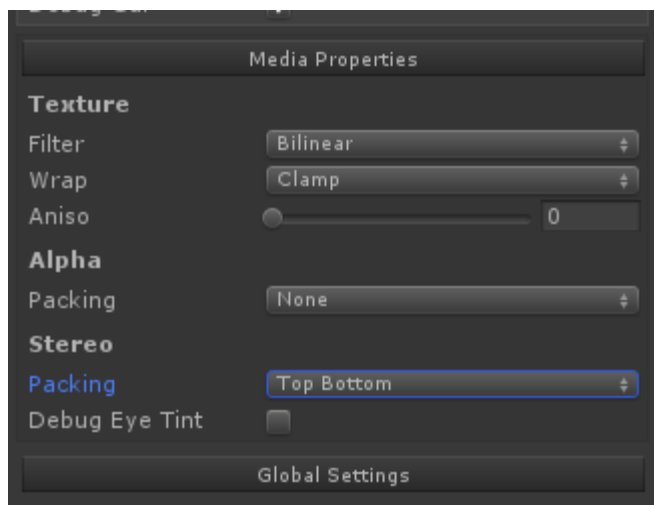 Media Properties
Texture
Filter Bilinear
Wrap Clamp
Aniso 0
Alpha
Packing None
Stereo
Packing Top Bottom
Debug Eye Tint
Global Settings